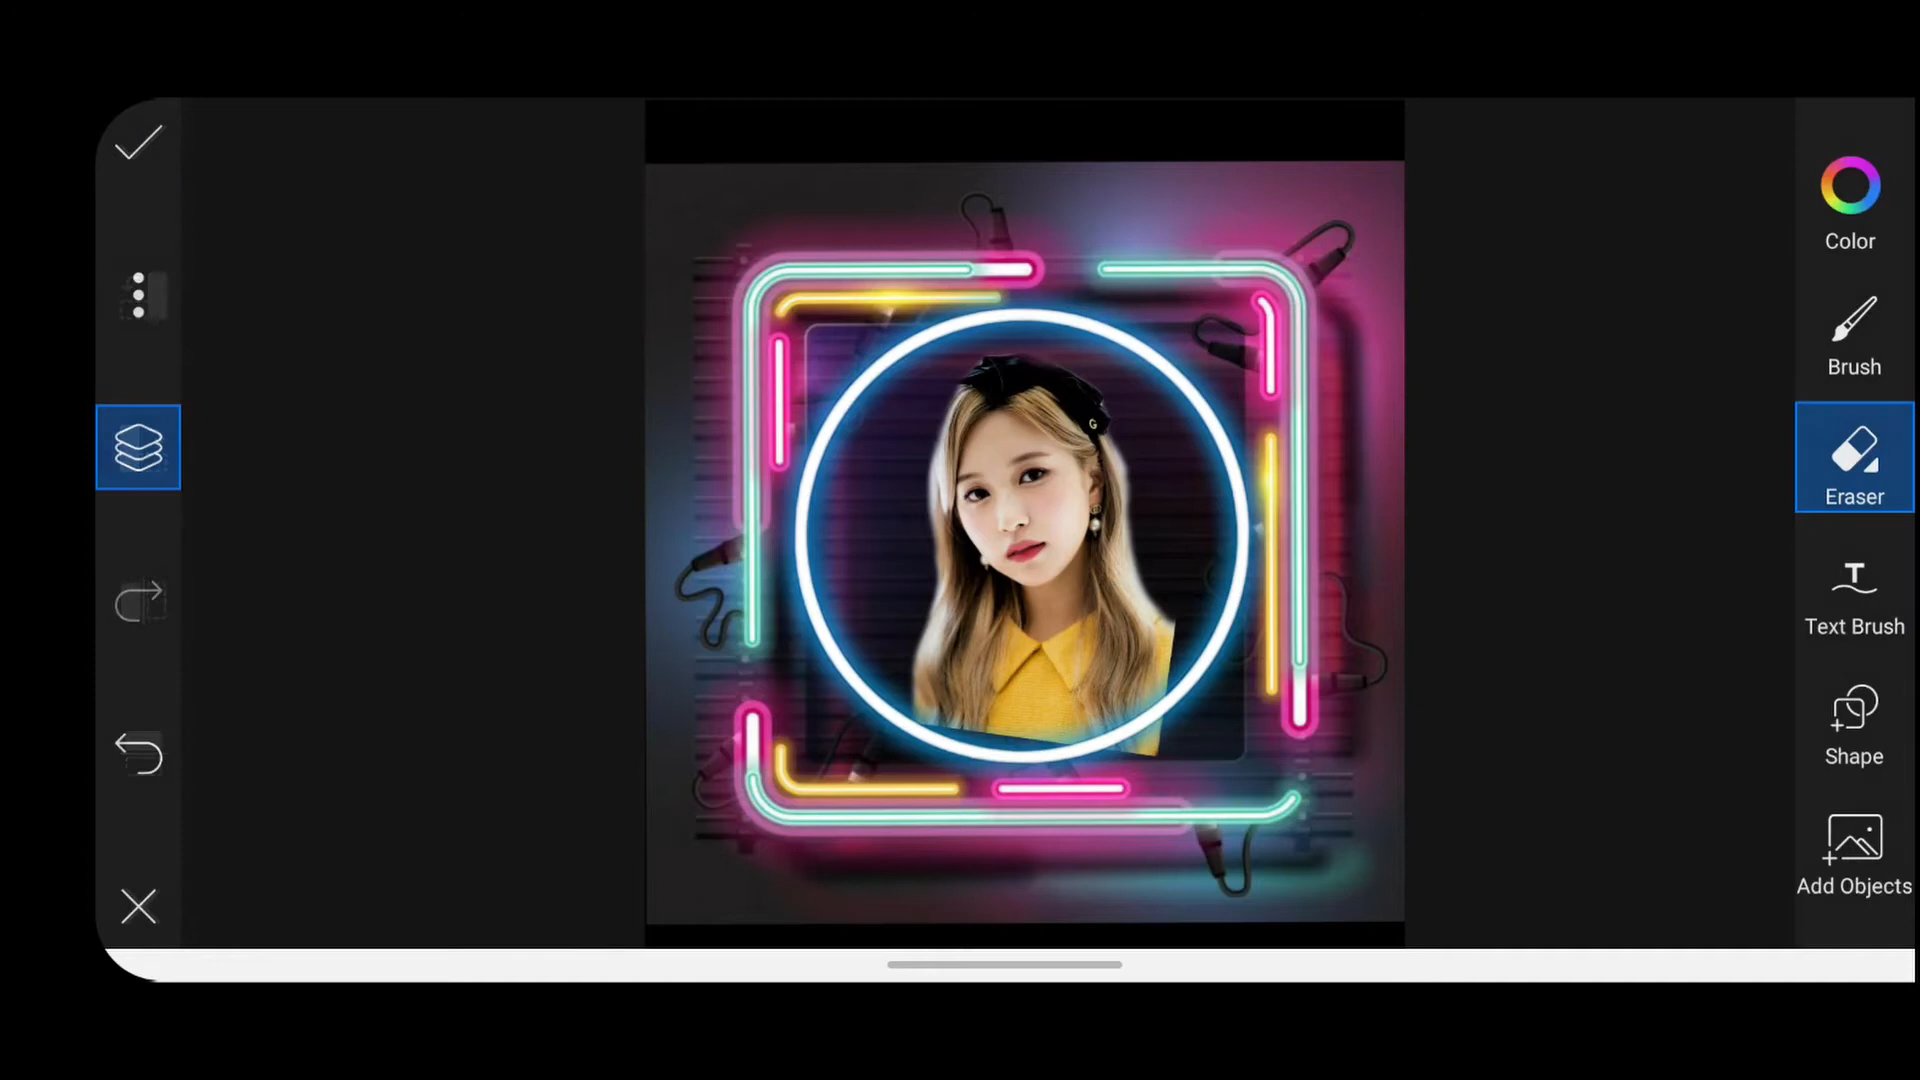 Color
Brush
Eraser
Text Brush
Shape
Add Objects
G